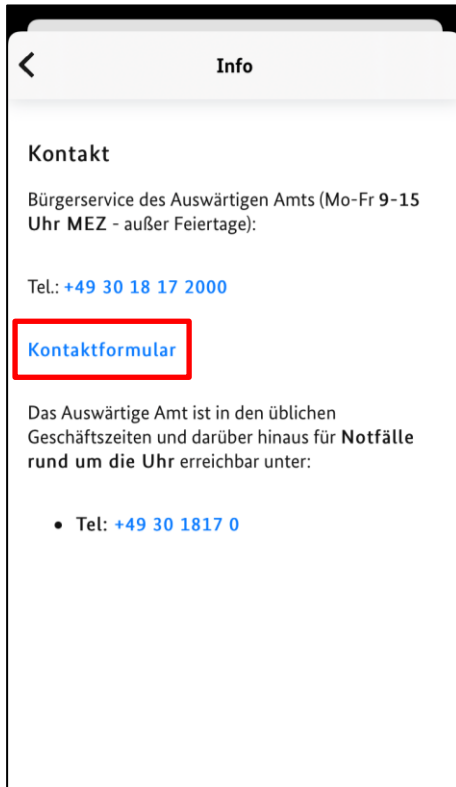 Info
Kontakt
Bürgerservice des Auswärtigen Amts (Mo-Fr 9-15
Uhr MEZ - außer Feiertage):
Tel.: +49 30 18 17 2000
Kontaktformular
Das Auswärtige Amt ist in den üblichen
Geschäftszeiten und darüber hinaus für Notfälle
rund um die Uhr erreichbar unter:
• Tel: +49 30 1817 0